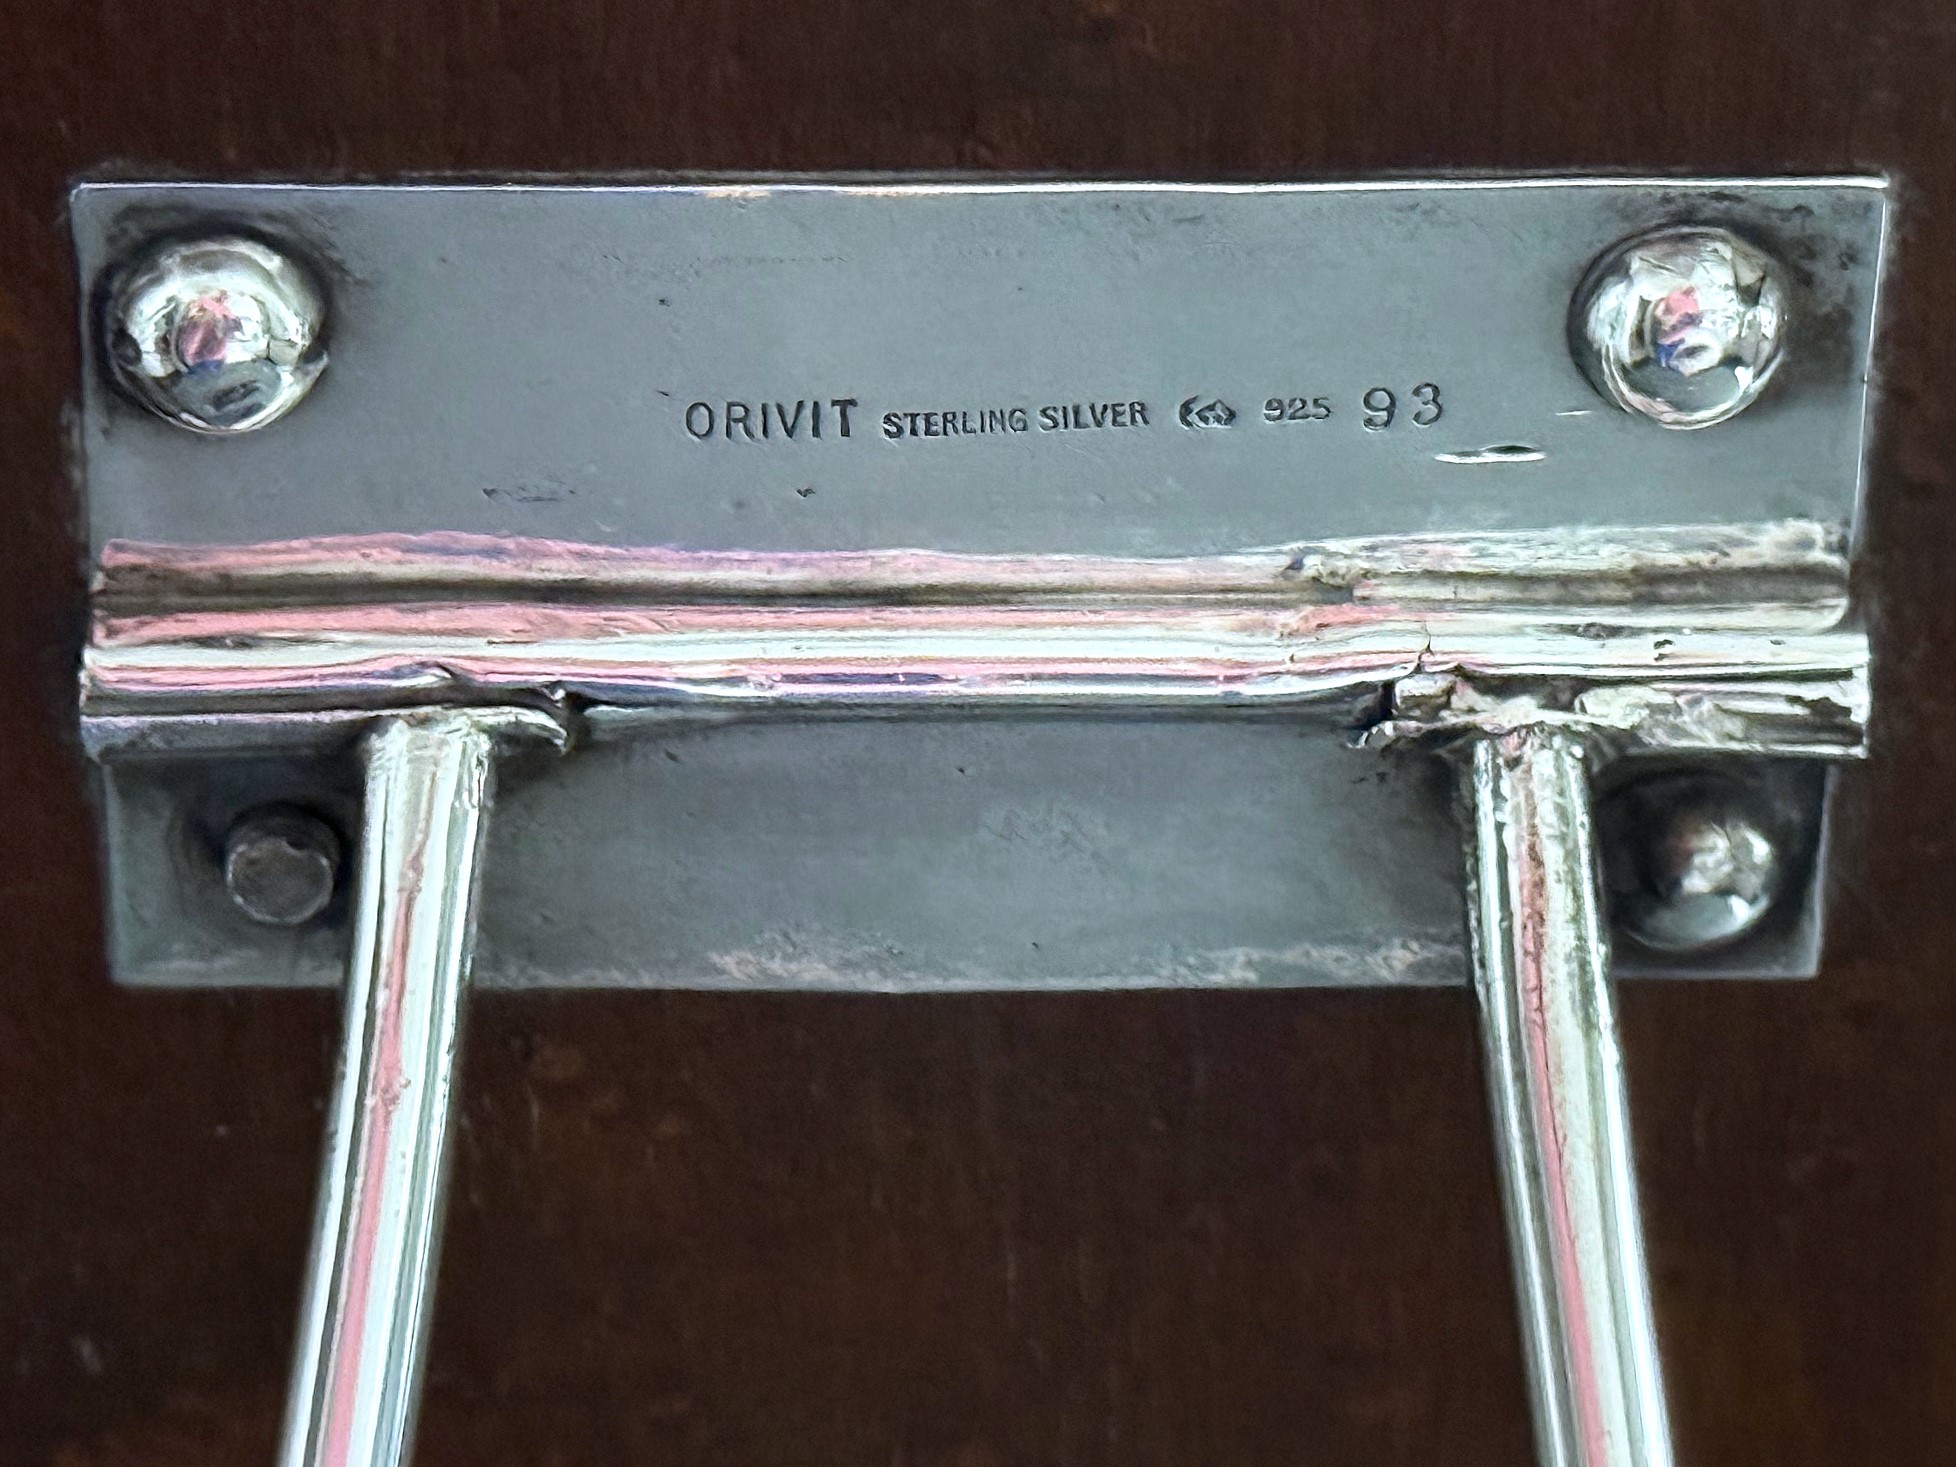 ORIVIT STERLING SILVER 925 93